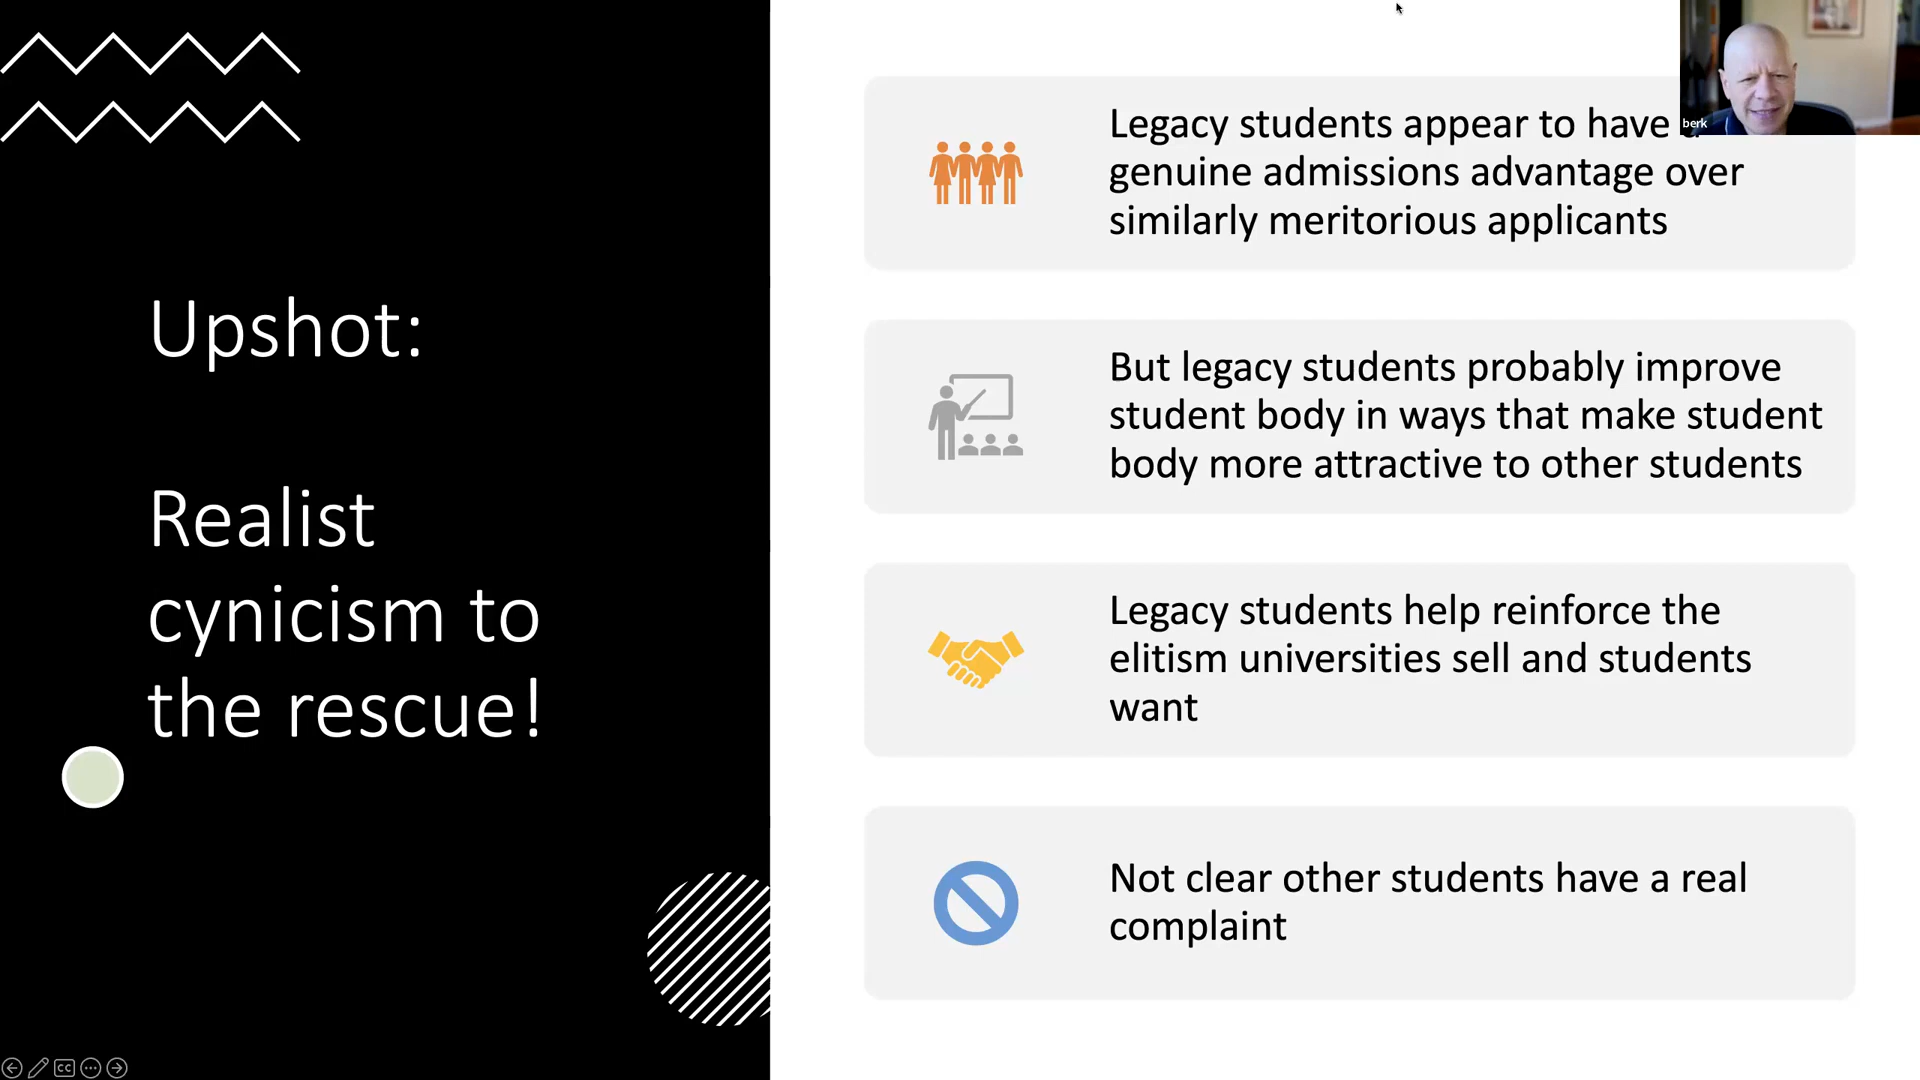 Upshot:
Realist
cynicism to
the rescue!
Legacy students appear to have
genuine admissions advantage over
similarly meritorious applicants
But legacy students probably improve
student body in ways that make student
body more attractive to other students
Legacy students help reinforce the
elitism universities sell and students
want
Not clear other students have a real
complaint
berk
CC